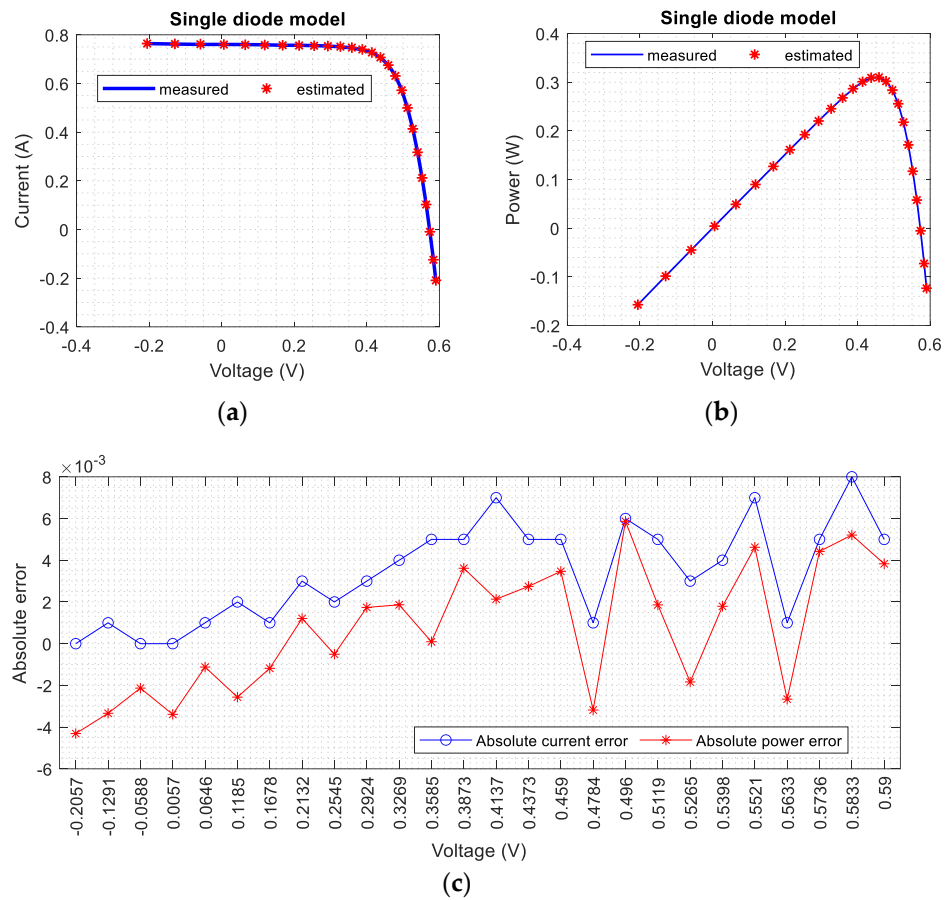 Single diode model
0.8
0.6
0.4
0.2
0
-0.2
-0.4
Current (A)
measured estimated
-0.4 -0.2 0 0.2 0.4 0.6
Voltage (V)
(a)
Single diode model
0.4
0.3
0.2
0.1
0
-0.1
-0.2
Power (W)
measured estimated
-0.4 -0.2 0 0.2 0.4 0.6
Voltage (V)
(b)
×10-3
8
6
4
2
0
-2
-4
-6
Absolute error
Absolute current error Absolute power error
-0.2057 -0.1291 -0.0588 0.0057 0.0646 0.1185 0.1678 0.2132 0.2545 0.2924 0.3269 0.3585 0.3873 0.4137 0.4373 0.459 0.4784 0.496 0.5119 0.5265 0.5398 0.5521 0.5633 0.5736 0.5833 0.59
Voltage (V)
(c)